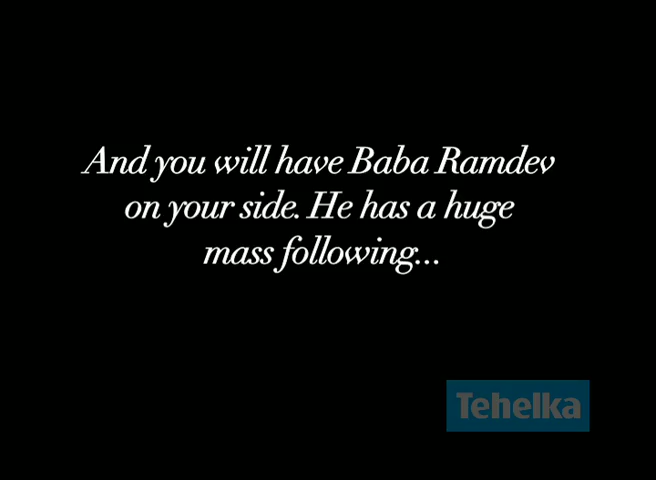 And you will have Baba Ramdev
on your side. He has a huge
mass following...
Tehelka